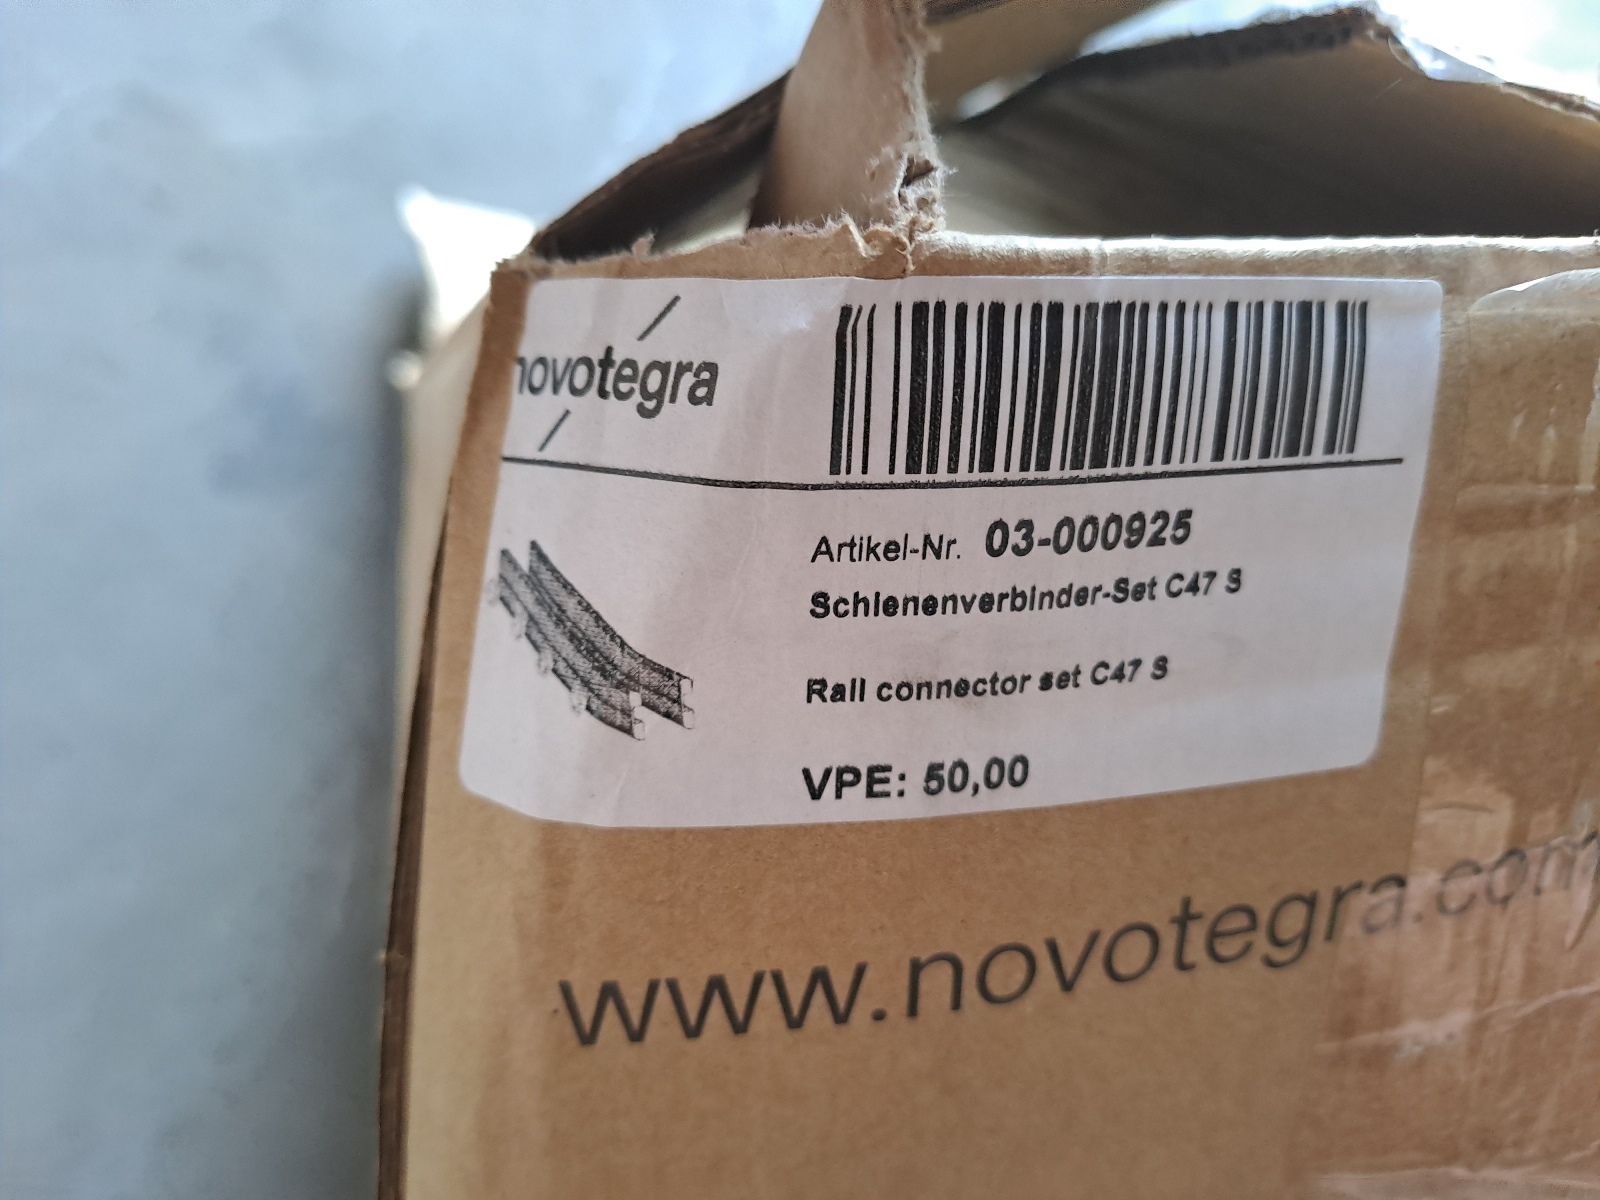 novotegra
Artikel-Nr. 03-000925
Schienenverbinder-Set C47 S
Rail connector set C47 S
VPE: 50,00
www.novotegra.com